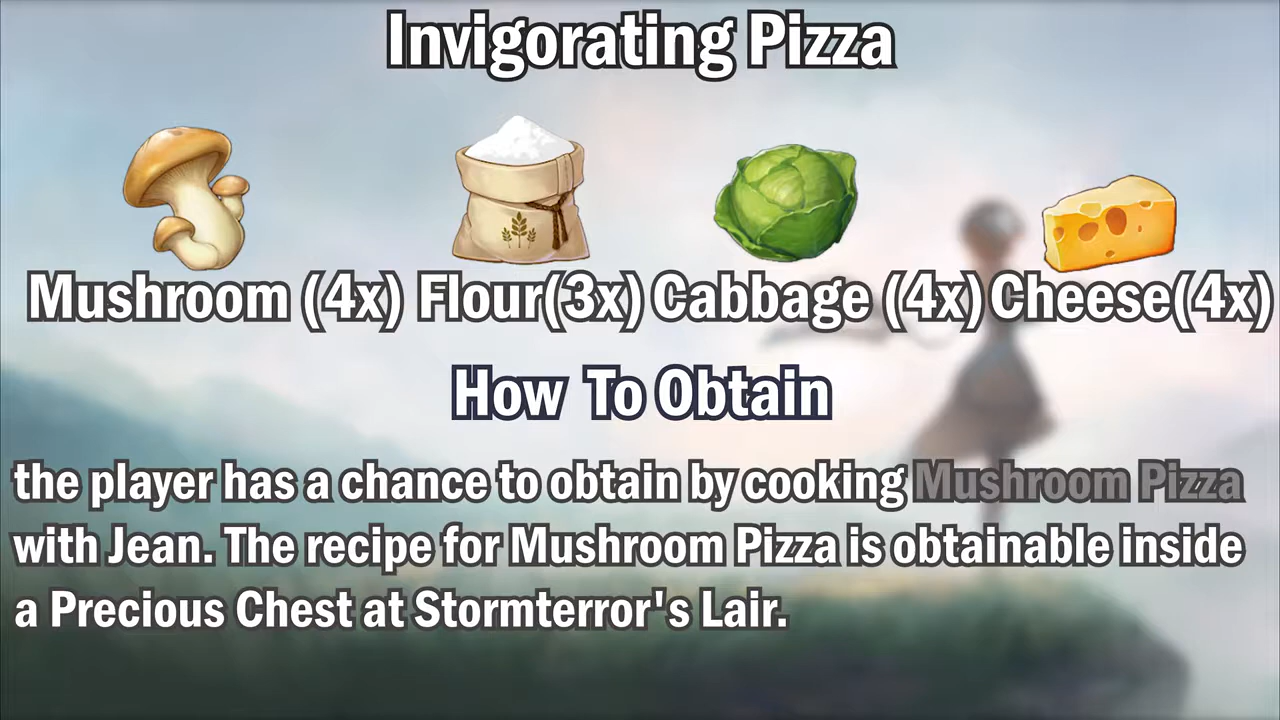 Invigorating Pizza
Mushroom (4x) Flour(3x) Cabbage (4x) Cheese(4x)
How To Obtain
the player has a chance to obtain by cooking Mushroom Pizza
with Jean. The recipe for Mushroom Pizza is obtainable inside
a Precious Chest at Stormterror's Lair.